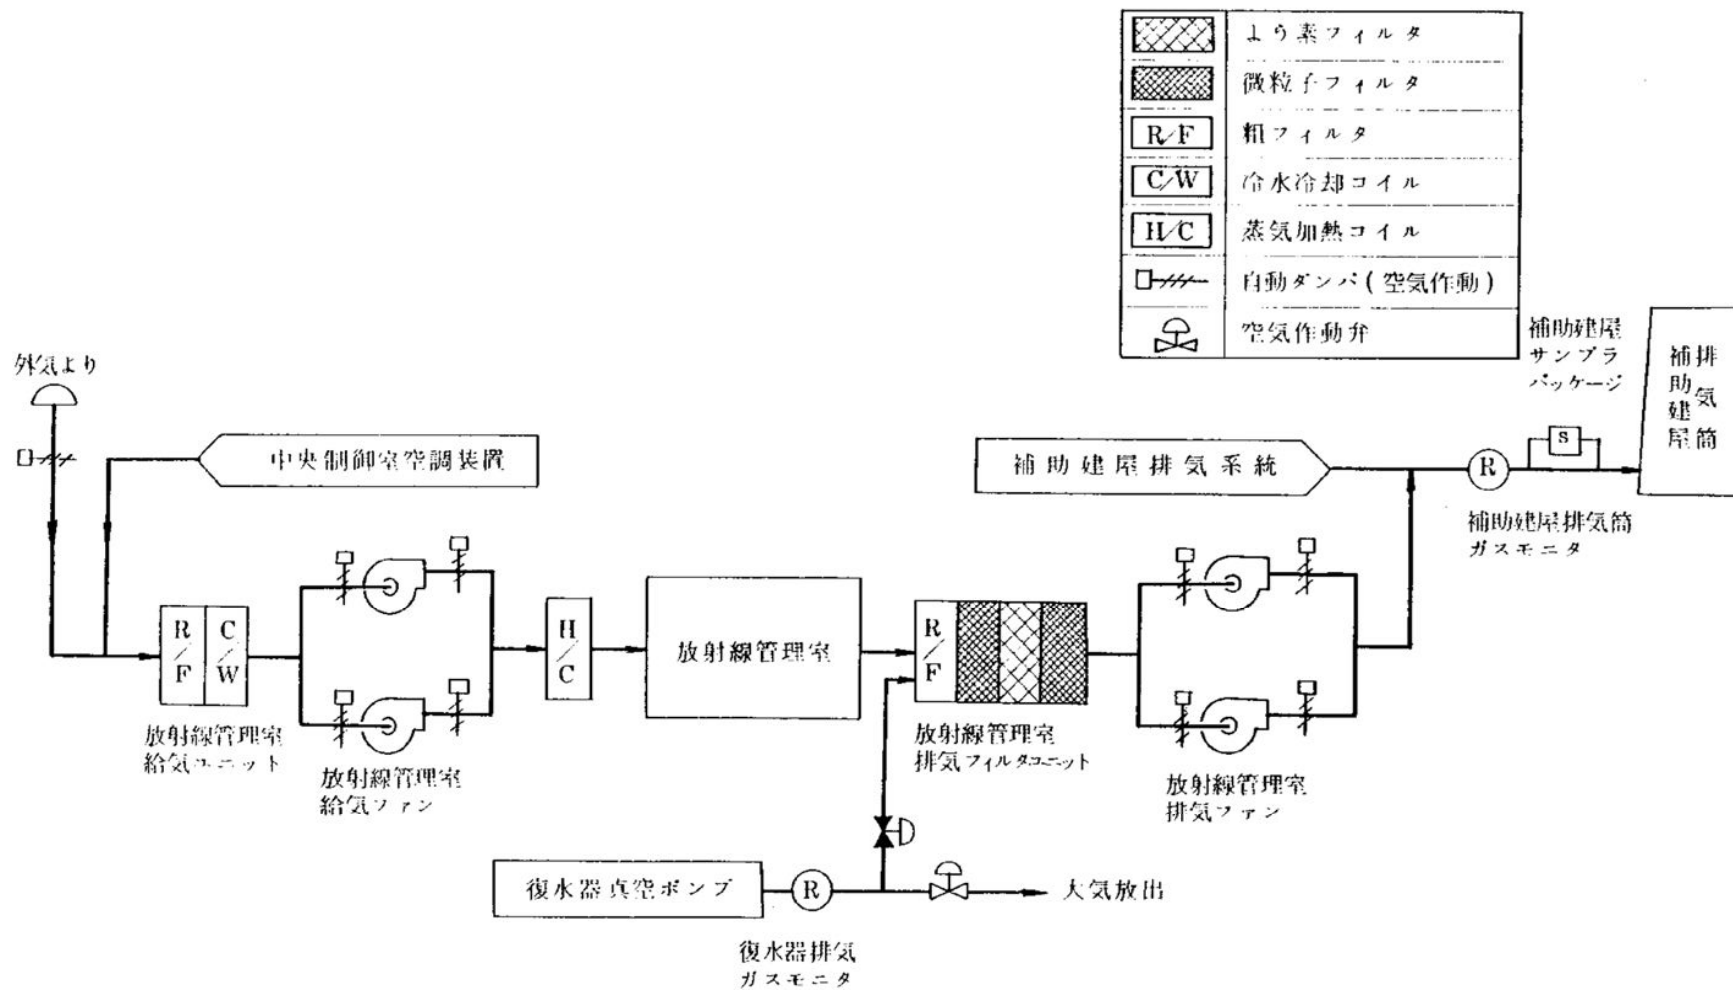 よう素フィルタ
微粒子フィルタ
R/F
粗フィルタ
C/W
冷水冷却コイル
H/C
蒸気加熱コイル
自動ダンパ(空気作動)
空気作動弁
補助建屋
サンプラ
パッケージ
補助建屋
排気筒
外気より
中央制御室空調装置
補助建屋排気系統
R
S
補助建屋排気筒
ガスモニタ
R/F
C/W
H/C
放射線管理室
R/F
放射線管理室
給気ユニット
放射線管理室
給気ファン
放射線管理室
排気フィルタユニット
放射線管理室
排気ファン
復水器真空ポンプ
R
大気放出
復水器排気
ガスモニタ